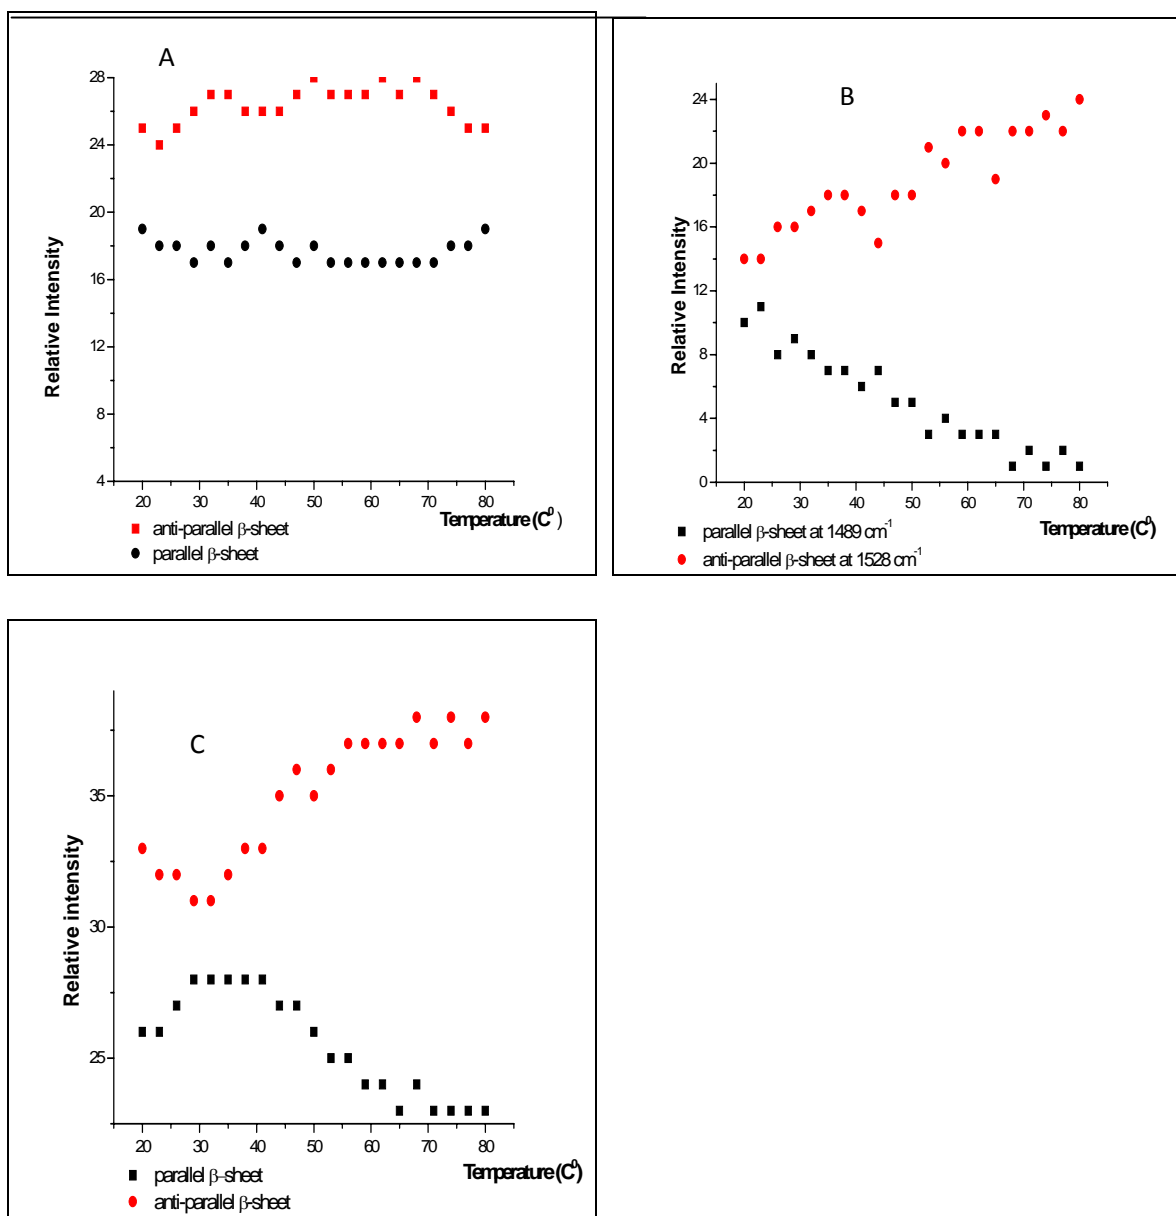 A
28
24
20
16
12
8
4
Relative Intensity
20 30 40 50 60 70 80
Temperature (C⁰)
anti-parallel β-sheet
parallel β-sheet
B
24
20
16
12
8
4
0
Relative Intensity
20 30 40 50 60 70 80
Temperature (C⁰)
parallel β-sheet at 1489 cm⁻¹
anti-parallel β-sheet at 1528 cm⁻¹
C
35
30
25
Relative intensity
20 30 40 50 60 70 80
Temperature (C⁰)
parallel β-sheet
anti-parallel β-sheet